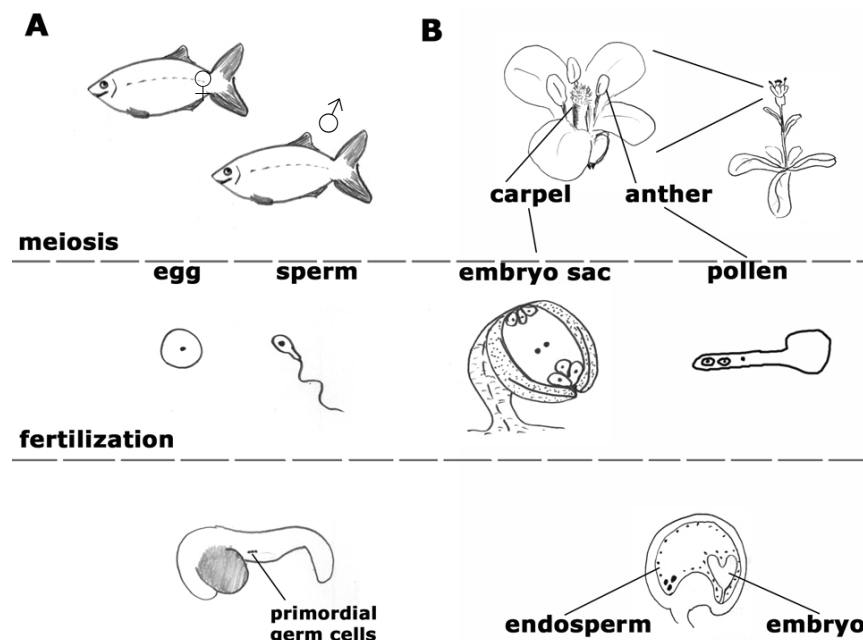 A
B
carpel
anther
meiosis
egg
sperm
embryo sac
pollen
fertilization
primordial
germ cells
endosperm
embryo